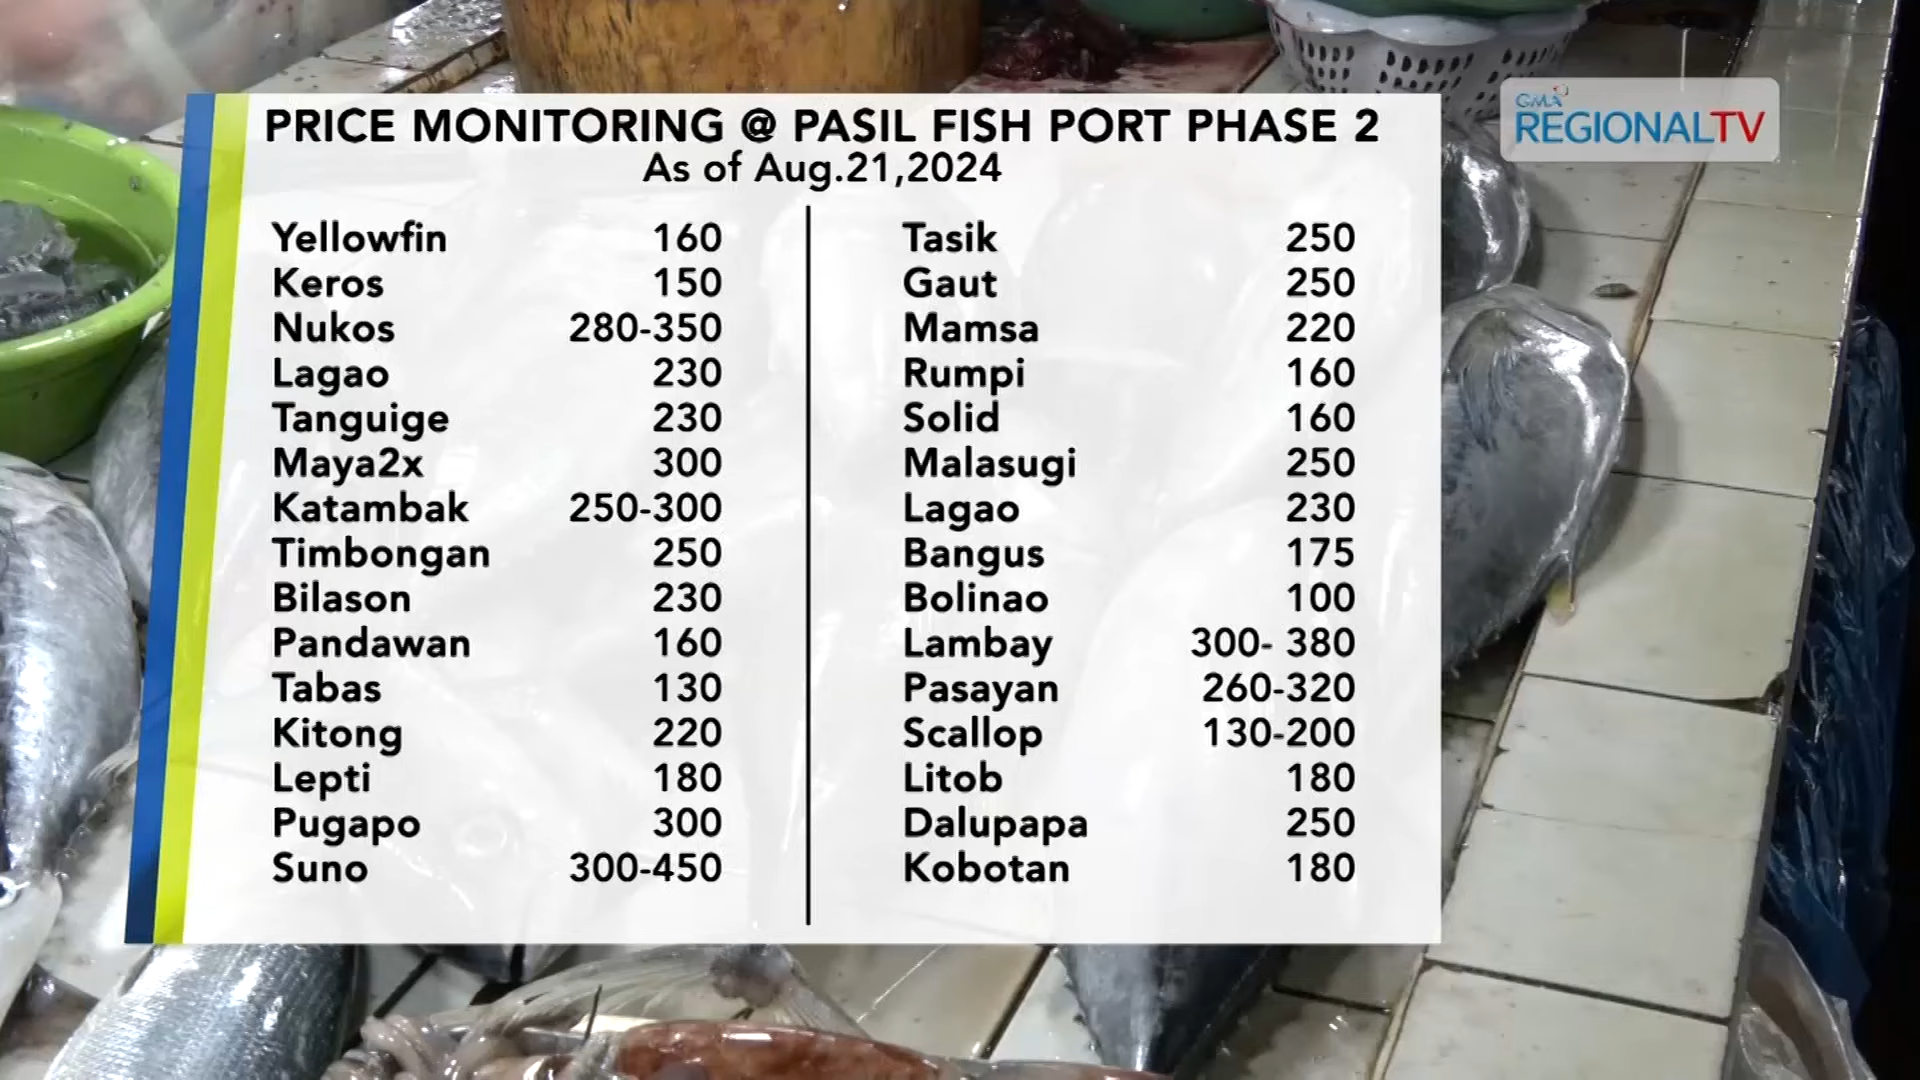 PRICE MONITORING @ PASIL FISH PORT PHASE 2
As of Aug.21,2024
GMA
REGIONALTV
Yellowfin 160
Keros 150
Nukos 280-350
Lagao 230
Tanguige 230
Maya2x 300
Katambak 250-300
Timbongan 250
Bilason 230
Pandawan 160
Tabas 130
Kitong 220
Lepti 180
Pugapo 300
Suno 300-450
Tasik 250
Gaut 250
Mamsa 220
Rumpi 160
Solid 160
Malasugi 250
Lagao 230
Bangus 175
Bolinao 100
Lambay 300- 380
Pasayan 260-320
Scallop 130-200
Litob 180
Dalupapa 250
Kobotan 180